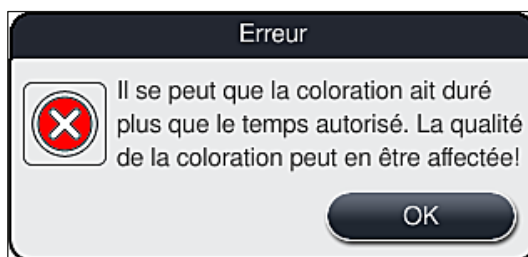 Erreur
Il se peut que la coloration ait duré
plus que le temps autorisé. La qualité
de la coloration peut en être affectée!
OK